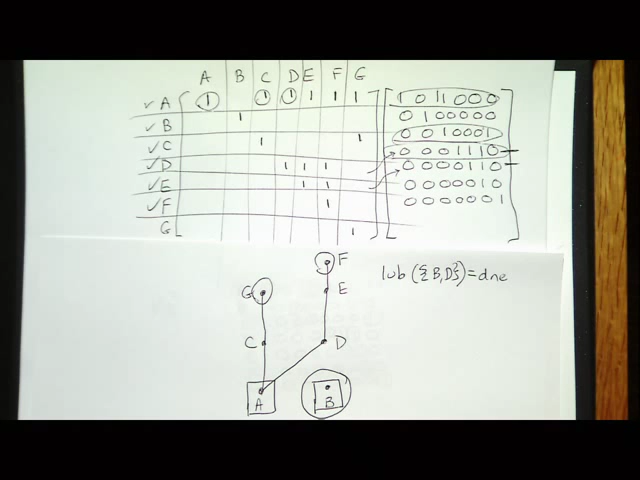 A B C D E F G
✓A 1 1 1 1 1 1 1 0 1 1 0 0 0
✓B 1 0 1 0 0 0 0 0
✓C 1 1 0 0 1 0 0 0 1
✓D 1 1 1 0 0 0 1 1 1 0
✓E 1 1 0 0 0 0 1 1 0
✓F 1 0 0 0 0 0 1 0
G 1 0 0 0 0 0 0 1
F
G E lub ({B,D}) = dne
C D
A B